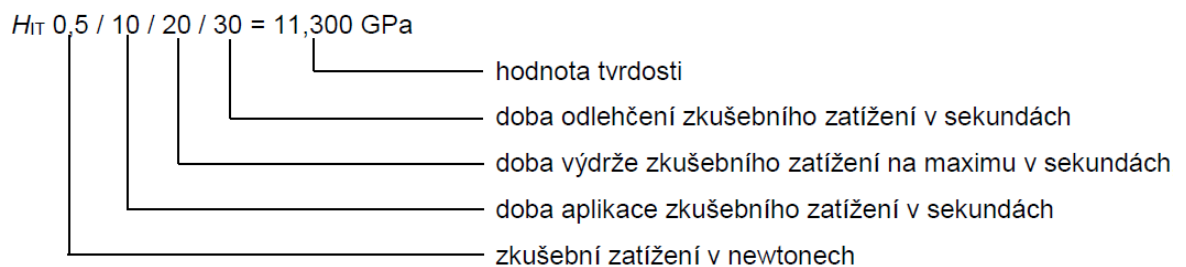 HIT 0,5 / 10 / 20 / 30 = 11,300 GPa
hodnota tvrdosti
doba odlehčení zkušebního zatížení v sekundách
doba výdrže zkušebního zatížení na maximu v sekundách
doba aplikace zkušebního zatížení v sekundách
zkušební zatížení v newtonech